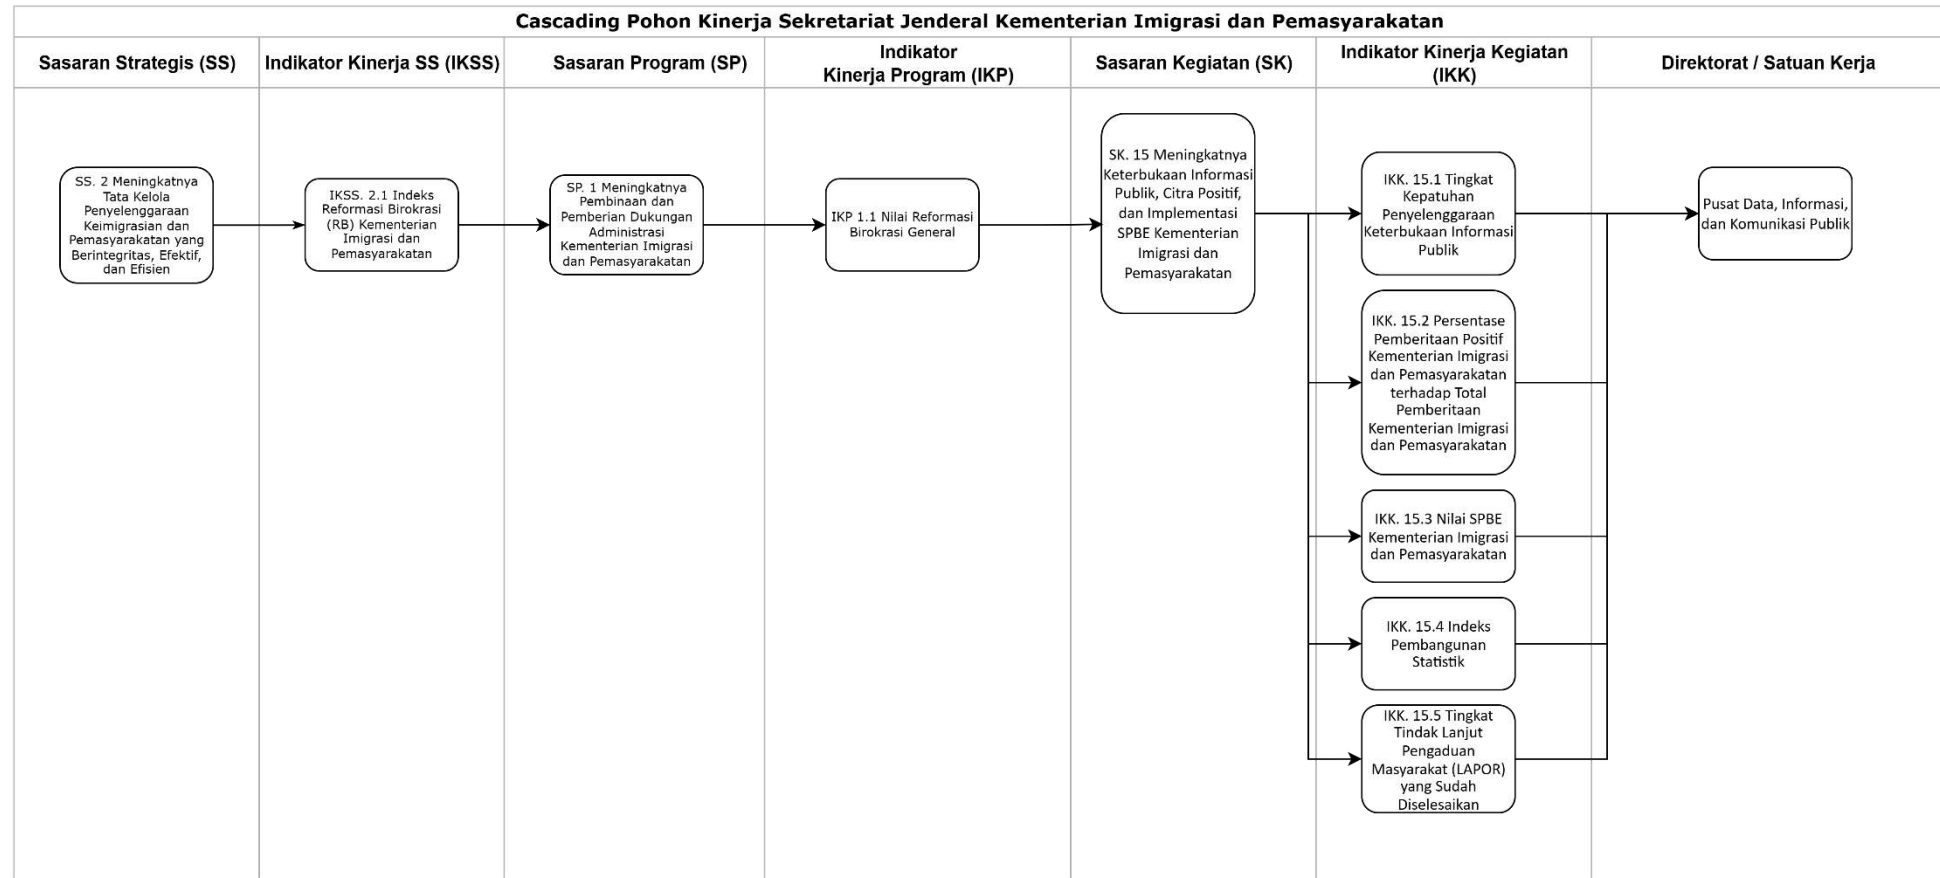 Cascading Pohon Kinerja Sekretariat Jenderal Kementerian Imigrasi dan Pemasyarakatan
Sasaran Strategis (SS)
Indikator Kinerja SS (IKSS)
Sasaran Program (SP)
Indikator
Kinerja Program (IKP)
Sasaran Kegiatan (SK)
Indikator Kinerja Kegiatan
(IKK)
Direktorat / Satuan Kerja
SS. 2 Meningkatnya
Tata Kelola
Penyelenggaraan
Keimigrasian dan
Pemasyarakatan yang
Berintegritas, Efektif,
dan Efisien
IKSS. 2.1 Indeks
Reformasi Birokrasi
(RB) Kementerian
Imigrasi dan
Pemasyarakatan
SP. 1 Meningkatnya
Pembinaan dan
Pemberian Dukungan
Administrasi
Kementerian Imigrasi
dan Pemasyarakatan
IKP 1.1 Nilai Reformasi
Birokrasi General
SK. 15 Meningkatnya
Keterbukaan Informasi
Publik, Citra Positif,
dan Implementasi
SPBE Kementerian
Imigrasi dan
Pemasyarakatan
IKK. 15.1 Tingkat
Kepatuhan
Penyelenggaraan
Keterbukaan Informasi
Publik
IKK. 15.2 Persentase
Pemberitaan Positif
Kementerian Imigrasi
dan Pemasyarakatan
terhadap Total
Pemberitaan
Kementerian Imigrasi
dan Pemasyarakatan
IKK. 15.3 Nilai SPBE
Kementerian Imigrasi
dan Pemasyarakatan
IKK. 15.4 Indeks
Pembangunan
Statistik
IKK. 15.5 Tingkat
Tindak Lanjut
Pengaduan
Masyarakat (LAPOR)
yang Sudah
Diselesaikan
Pusat Data, Informasi,
dan Komunikasi Publik